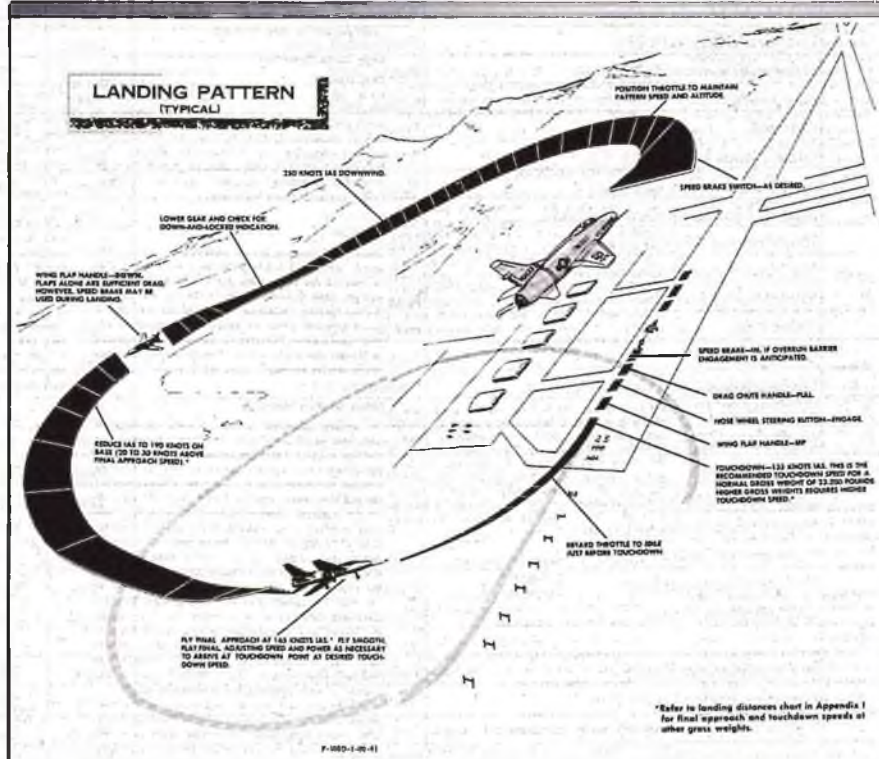 LANDING PATTERN
(TYPICAL)
POSITION THROTTLE TO MAINTAIN
PATTERN SPEED AND ALTITUDE.
SPEED BRAKE SWITCH—AS DESIRED.
250 KNOTS IAS DOWNWIND.
LOWER GEAR AND CHECK FOR
DOWN-AND-LOCKED INDICATION.
WING FLAP HANDLE—DOWN.
FLAPS ALONE ARE SUFFICIENT DRAG;
HOWEVER, SPEED BRAKE MAY BE
USED DURING LANDING.
REDUCE IAS TO 190 KNOTS ON
BASE (20 TO 30 KNOTS ABOVE
FINAL APPROACH SPEED).*
FLY FINAL APPROACH AT 165 KNOTS IAS.* FLY SMOOTH,
FLAT FINAL, ADJUSTING SPEED AND POWER AS NECESSARY
TO ARRIVE AT TOUCHDOWN POINT AT DESIRED TOUCH-
DOWN SPEED.
RETARD THROTTLE TO IDLE
JUST BEFORE TOUCHDOWN
TOUCHDOWN—135 KNOTS IAS. THIS IS THE
RECOMMENDED TOUCHDOWN SPEED FOR A
NORMAL GROSS WEIGHT OF 23,500 POUNDS
HIGHER GROSS WEIGHTS REQUIRES HIGHER
TOUCHDOWN SPEED.*
WING FLAP HANDLE—UP
NOSE WHEEL STEERING BUTTON—ENGAGE.
DRAG CHUTE HANDLE—PULL.
SPEED BRAKE—IN, IF OVERRUN BARRIER
ENGAGEMENT IS ANTICIPATED.
*Refer to landing distances chart in Appendix I
for final approach and touchdown speeds at
other gross weights.